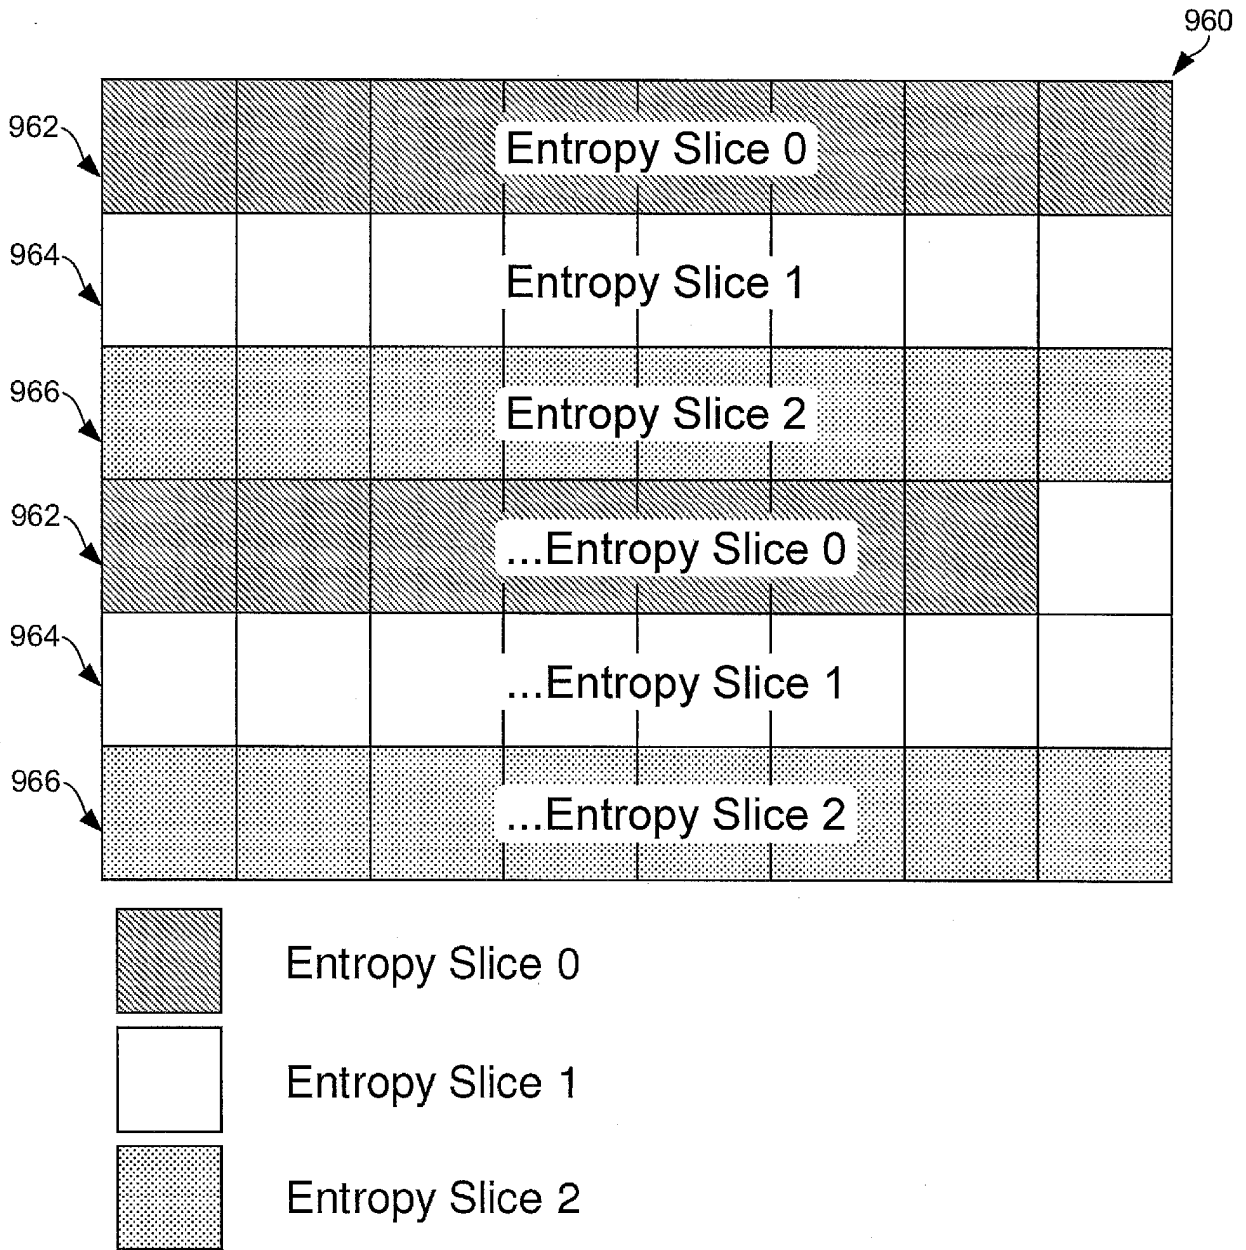 960
962
Entropy Slice 0
964
Entropy Slice 1
966
Entropy Slice 2
962
...Entropy Slice 0
964
...Entropy Slice 1
966
...Entropy Slice 2
Entropy Slice 0
Entropy Slice 1
Entropy Slice 2